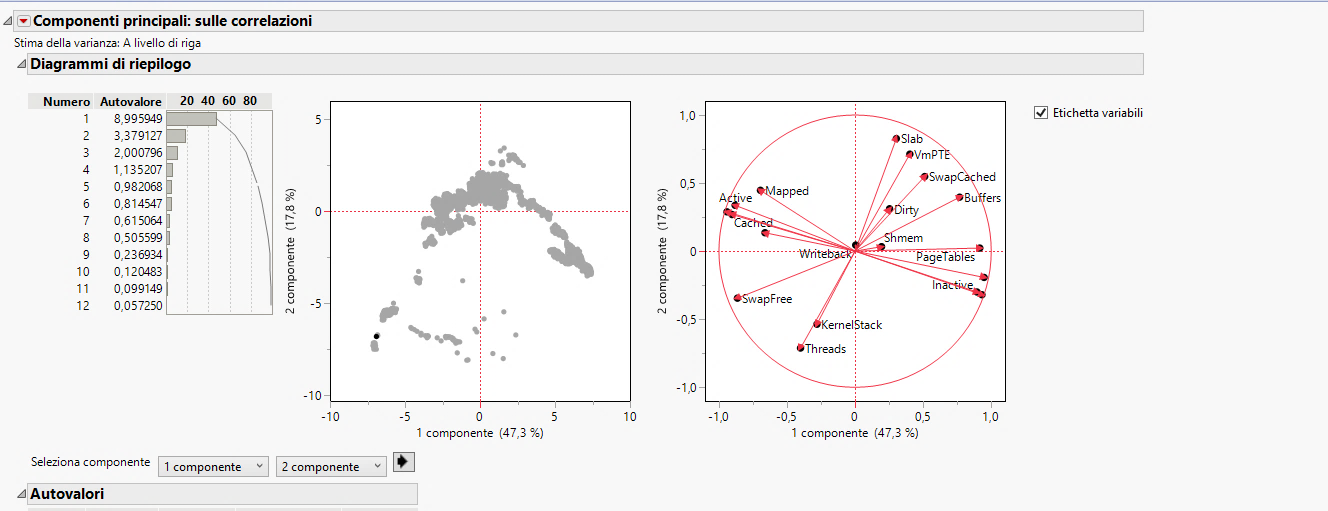 Componenti principali: sulle correlazioni
Stima della varianza: A livello di riga
Diagrammi di riepilogo
Numero Autovalore 20 40 60 80
1 8,995949
2 3,379127
3 2,000796
4 1,135207
5 0,982068
6 0,814547
7 0,615064
8 0,505599
9 0,236934
10 0,120483
11 0,099149
12 0,057250
2 componente (17,8 %)
5
0
-5
-10
-10 -5 0 5 10
1 componente (47,3 %)
2 componente (17,8 %)
1,0
0,5
0
-0,5
-1,0
Slab
VmPTE
SwapCached
Mapped
Active
Buffers
Dirty
Cached
Shmem
Writeback
PageTables
Inactive
SwapFree
KernelStack
Threads
-1,0 -0,5 0 0,5 1,0
1 componente (47,3 %)
Etichetta variabili
Seleziona componente 1 componente 2 componente
Autovalori